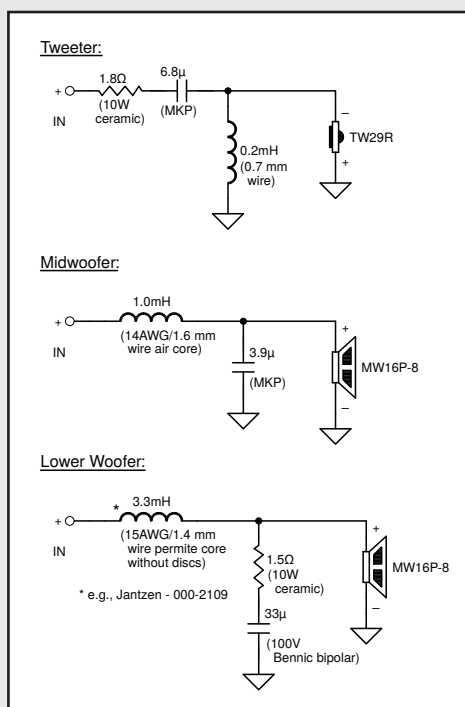 Tweeter:
1.8Ω
(10W
ceramic)
6.8µ
(MKP)
+
IN
0.2mH
(0.7 mm
wire)
–
TW29R
+
Midwoofer:
1.0mH
+
IN
(14AWG/1.6 mm
wire air core)
3.9µ
(MKP)
+
MW16P-8
–
Lower Woofer:
* 3.3mH
+
IN
(15AWG/1.4 mm
wire permite core
without discs)
* e.g., Jantzen - 000-2109
1.5Ω
(10W
ceramic)
33µ
(100V
Bennic bipolar)
+
MW16P-8
–